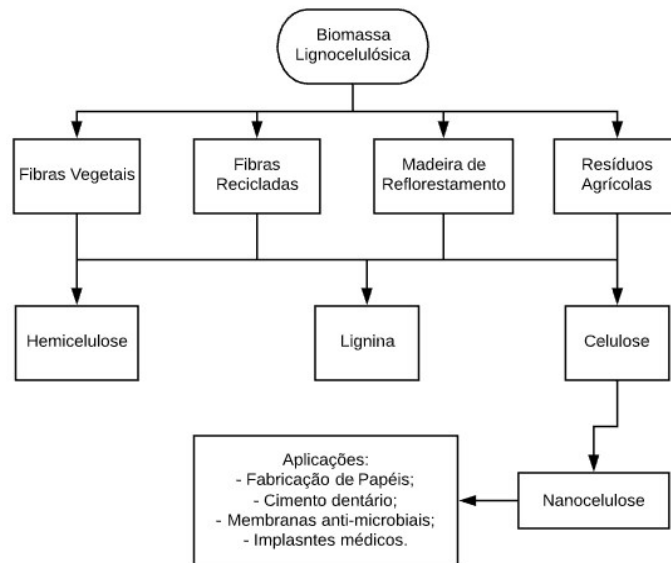 Biomassa
Lignocelulósica
Fibras Vegetais
Fibras
Recicladas
Madeira de
Reflorestamento
Resíduos
Agrícolas
Hemicelulose
Lignina
Celulose
Aplicações:
- Fabricação de Papéis;
- Cimento dentário;
- Membranas anti-microbiais;
- Implasntes médicos.
Nanocelulose